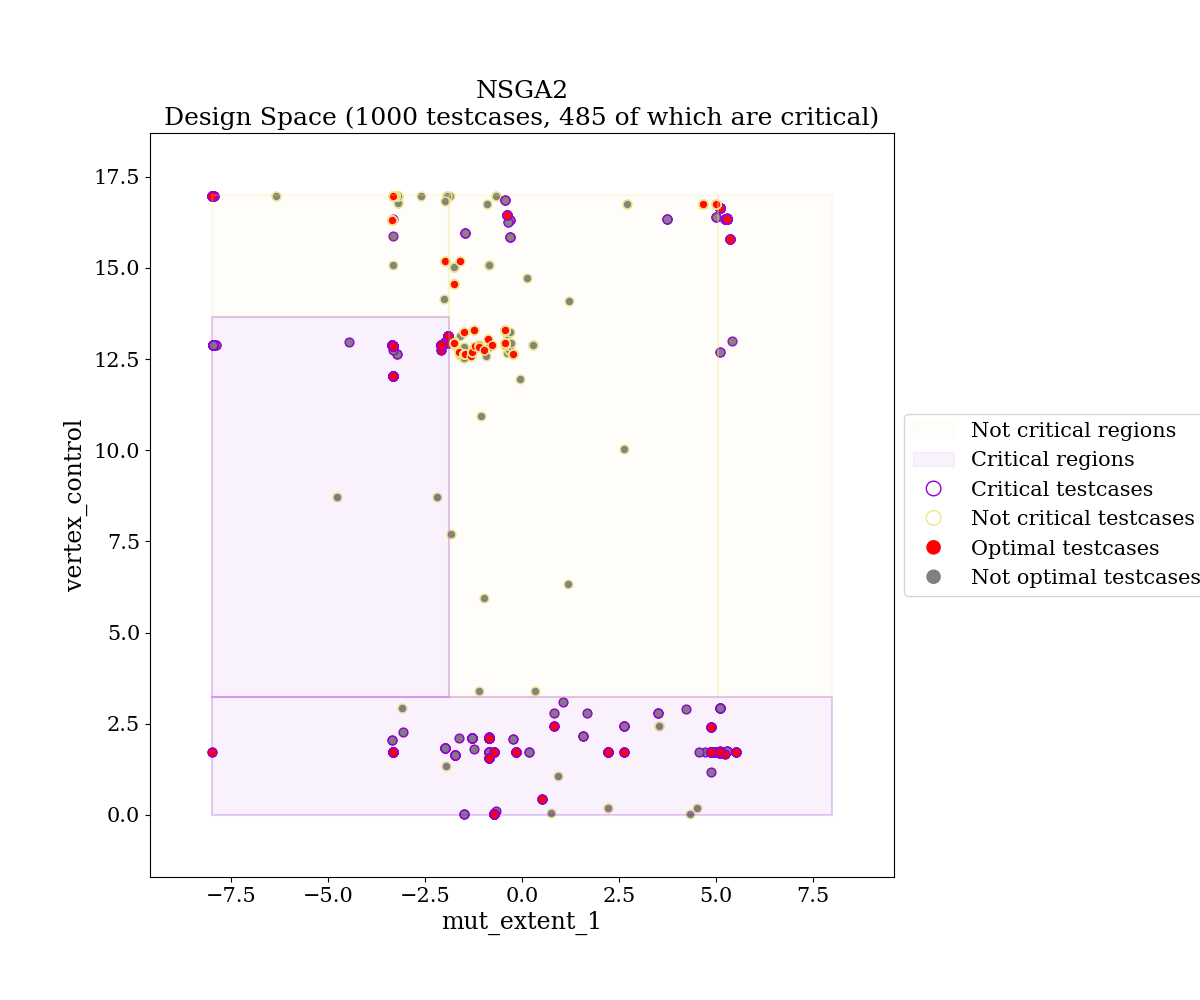 NSGA2
Design Space (1000 testcases, 485 of which are critical)
17.5
15.0
12.5
10.0
7.5
5.0
2.5
0.0
vertex_control
−7.5
−5.0
−2.5
0.0
2.5
5.0
7.5
mut_extent_1
Not critical regions
Critical regions
Critical testcases
Not critical testcases
Optimal testcases
Not optimal testcases